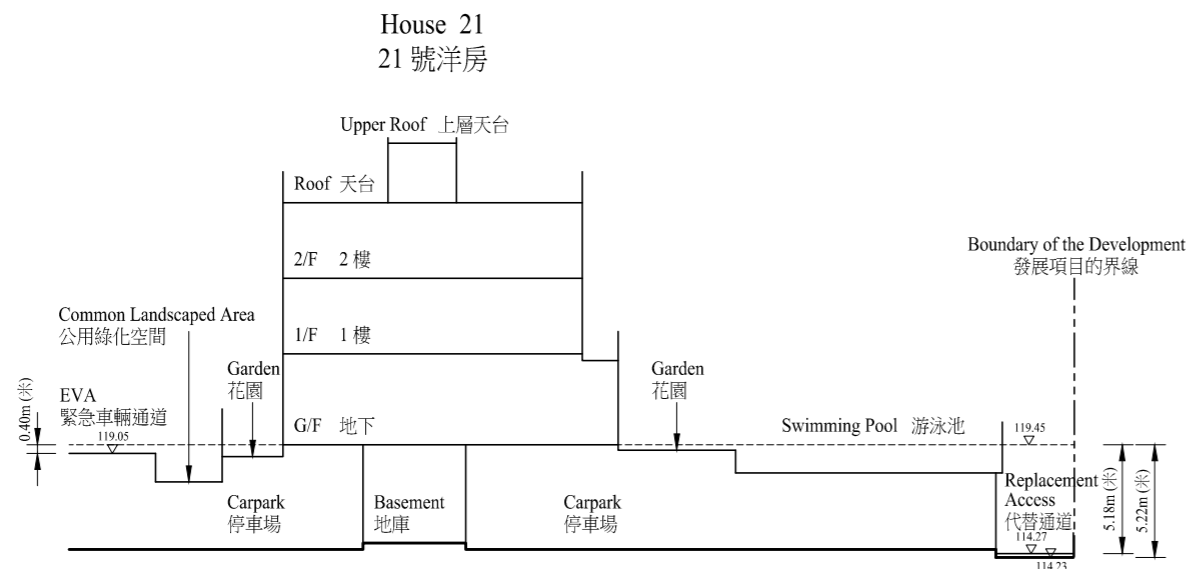 House 21
21 號洋房
Upper Roof 上層天台
Roof 天台
2/F 2 樓
Boundary of the Development
發展項目的界線
Common Landscaped Area
公用綠化空間
1/F 1 樓
Garden
花園
Garden
花園
EVA
緊急車輛通道
0.40m (米)
119.05
G/F 地下
Swimming Pool 游泳池
119.45
Carpark
停車場
Basement
地庫
Carpark
停車場
Replacement
Access
代替通道
114.27
114.23
5.18m (米)
5.22m (米)